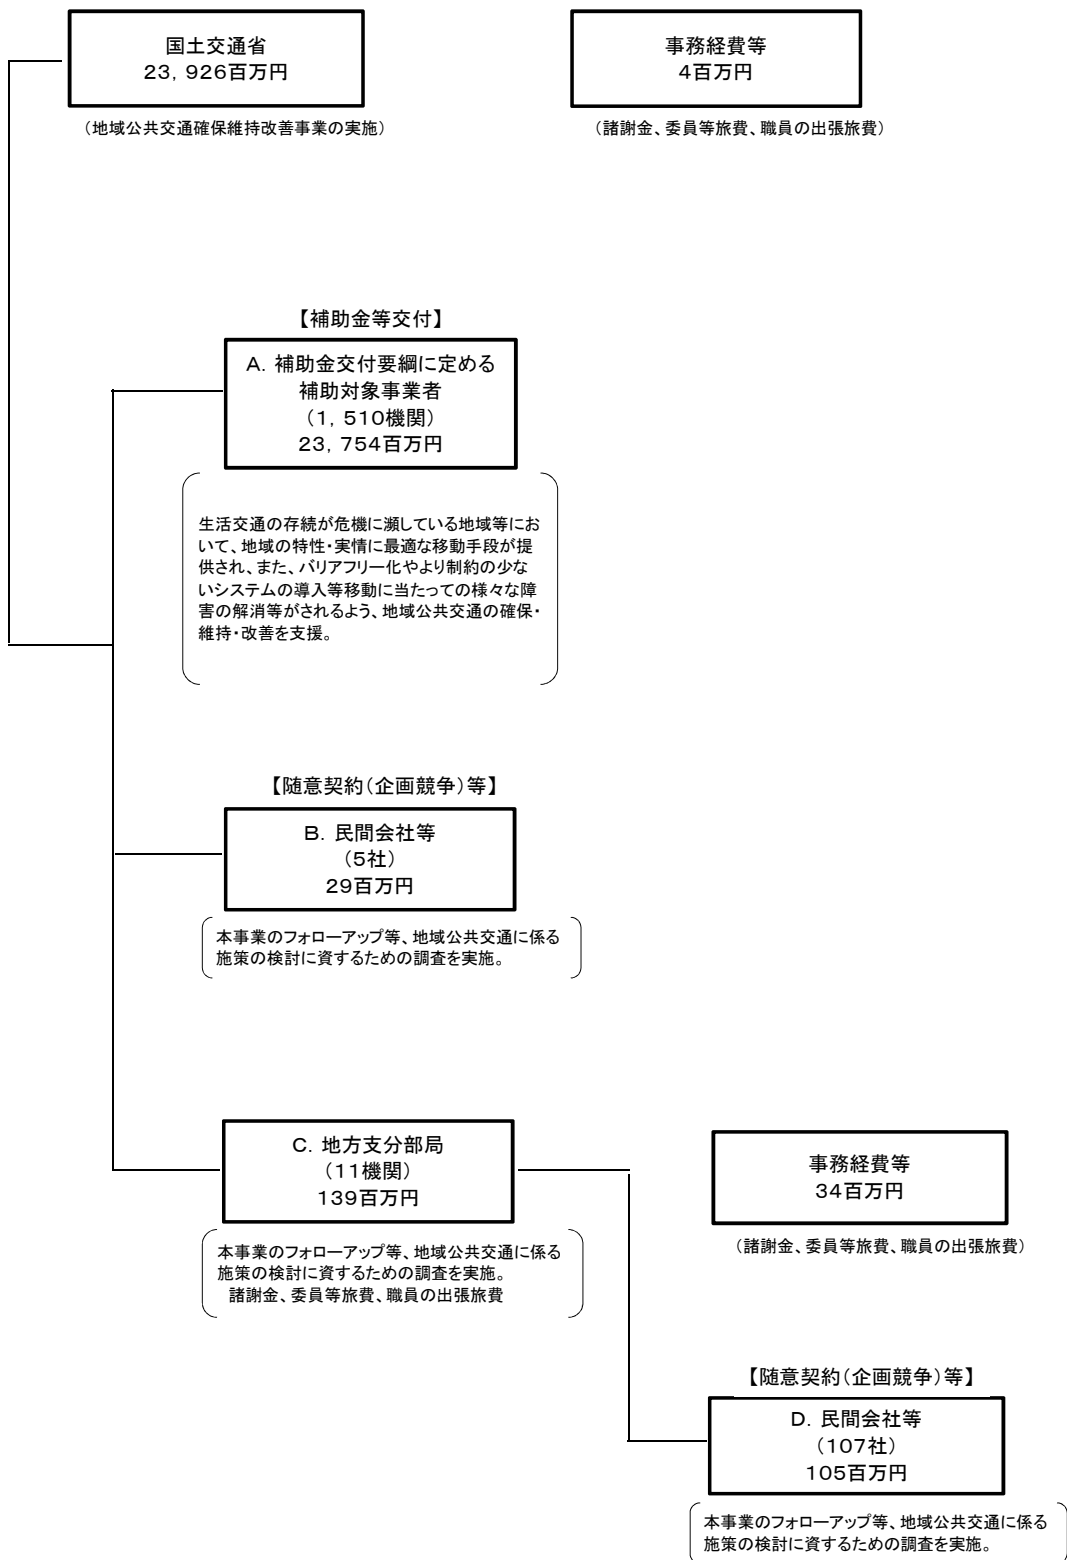 国土交通省
23,926百万円
(地域公共交通確保維持改善事業の実施)
事務経費等
4百万円
(諸謝金、委員等旅費、職員の出張旅費)
【補助金等交付】
A.補助金交付要綱に定める
補助対象事業者
(1,510機関)
23,754百万円
生活交通の存続が危機に瀕している地域等にお
いて、地域の特性・実情に最適な移動手段が提
供され、また、バリアフリー化やより制約の少な
いシステムの導入等移動に当たっての様々な障
害の解消等がされるよう、地域公共交通の確保・
維持・改善を支援。
【随意契約(企画競争)等】
B.民間会社等
(5社)
29百万円
本事業のフォローアップ等、地域公共交通に係る
施策の検討に資するための調査を実施。
C.地方支分部局
(11機関)
139百万円
本事業のフォローアップ等、地域公共交通に係る
施策の検討に資するための調査を実施。
諸謝金、委員等旅費、職員の出張旅費
事務経費等
34百万円
(諸謝金、委員等旅費、職員の出張旅費)
【随意契約(企画競争)等】
D.民間会社等
(107社)
105百万円
本事業のフォローアップ等、地域公共交通に係る
施策の検討に資するための調査を実施。